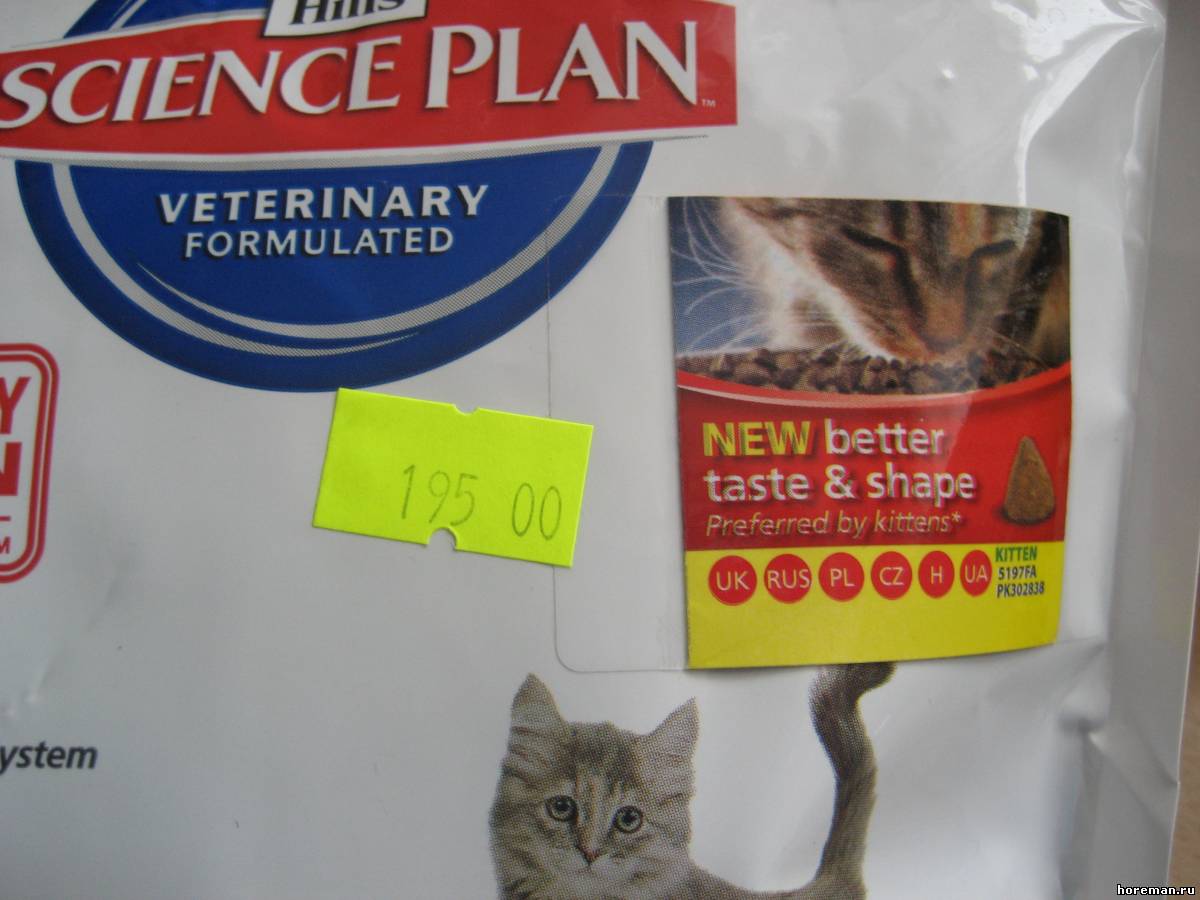 Hill's
SCIENCE PLAN™
VETERINARY
FORMULATED
Y
N
M
195 00
NEW better
taste & shape
Preferred by kittens*
UK RUS PL CZ H UA
KITTEN
5197FA
PK302838
ystem
horeman.ru